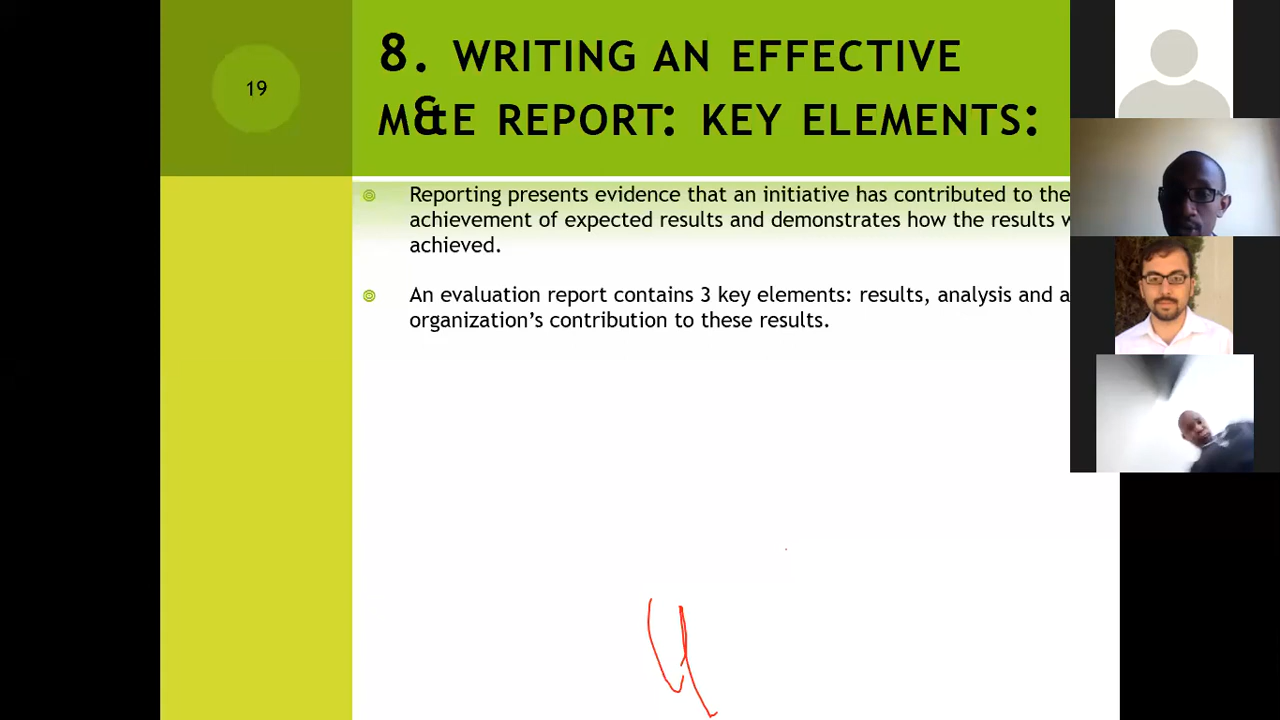 19
8. WRITING AN EFFECTIVE
M&E REPORT: KEY ELEMENTS:
Reporting presents evidence that an initiative has contributed to the
achievement of expected results and demonstrates how the results
achieved.
An evaluation report contains 3 key elements: results, analysis and
organization's contribution to these results.